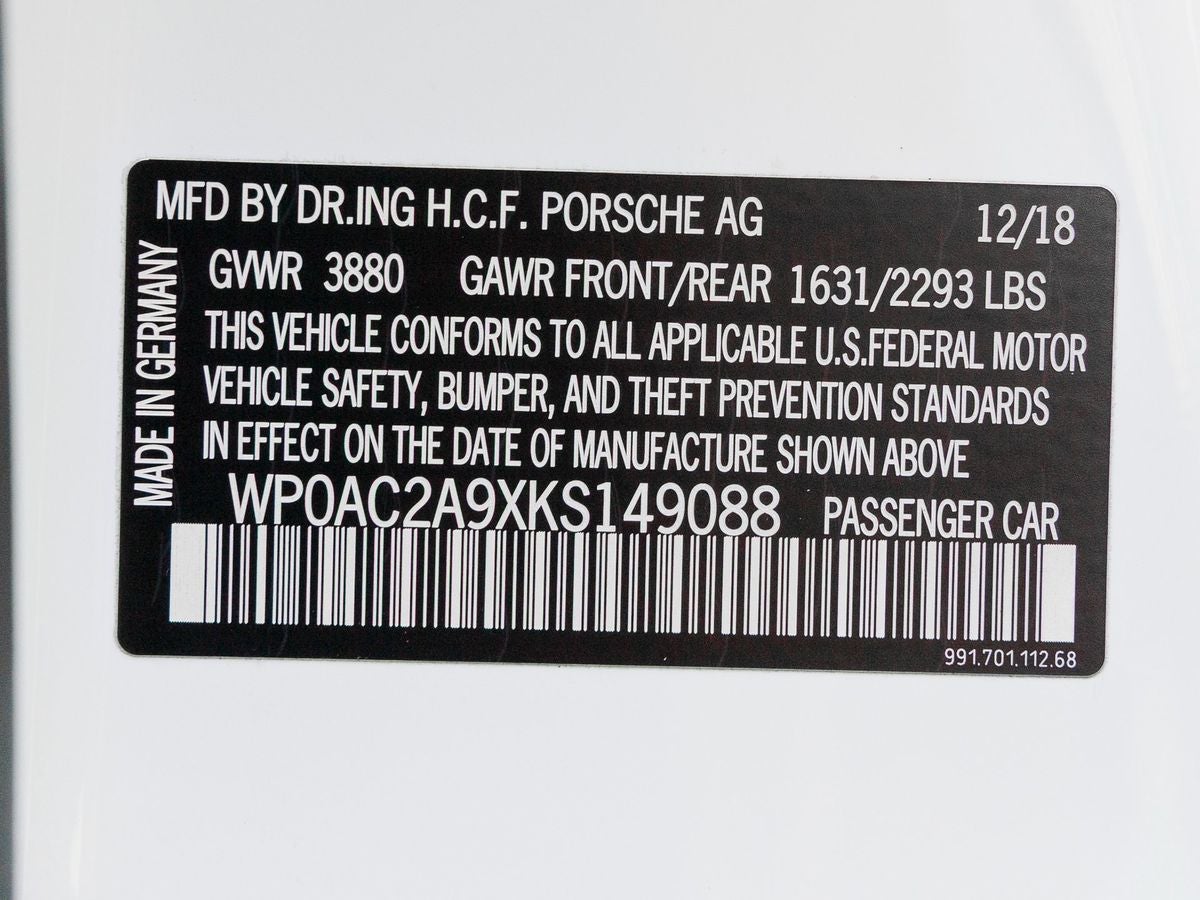 MFD BY DR.ING H.C.F. PORSCHE AG 12/18
MADE IN GERMANY
GVWR 3880 GAWR FRONT/REAR 1631/2293 LBS
THIS VEHICLE CONFORMS TO ALL APPLICABLE U.S.FEDERAL MOTOR
VEHICLE SAFETY, BUMPER, AND THEFT PREVENTION STANDARDS
IN EFFECT ON THE DATE OF MANUFACTURE SHOWN ABOVE
WP0AC2A9XKS149088 PASSENGER CAR
991.701.112.68